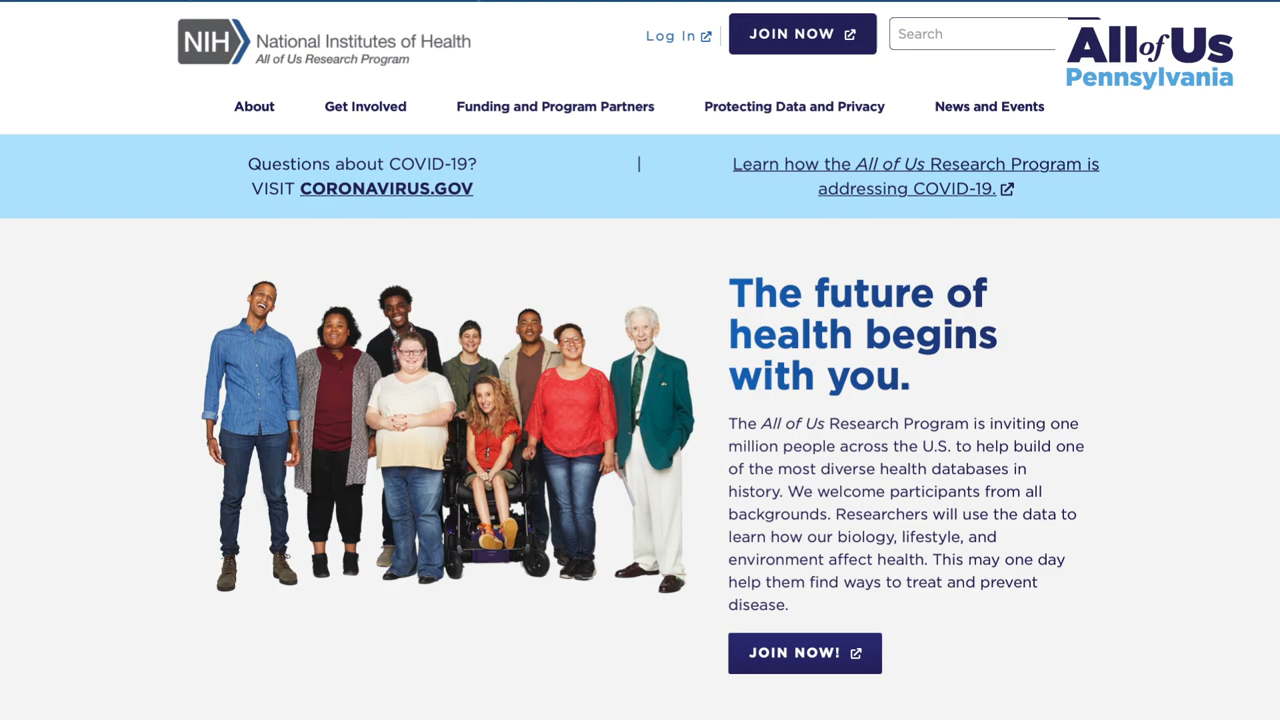 NIH National Institutes of Health
All of Us Research Program
Log In
JOIN NOW
Search
All of Us
Pennsylvania
About
Get Involved
Funding and Program Partners
Protecting Data and Privacy
News and Events
Questions about COVID-19?
VISIT CORONAVIRUS.GOV
|
Learn how the All of Us Research Program is
addressing COVID-19.
The future of
health begins
with you.
The All of Us Research Program is inviting one
million people across the U.S. to help build one
of the most diverse health databases in
history. We welcome participants from all
backgrounds. Researchers will use the data to
learn how our biology, lifestyle, and
environment affect health. This may one day
help them find ways to treat and prevent
disease.
JOIN NOW!